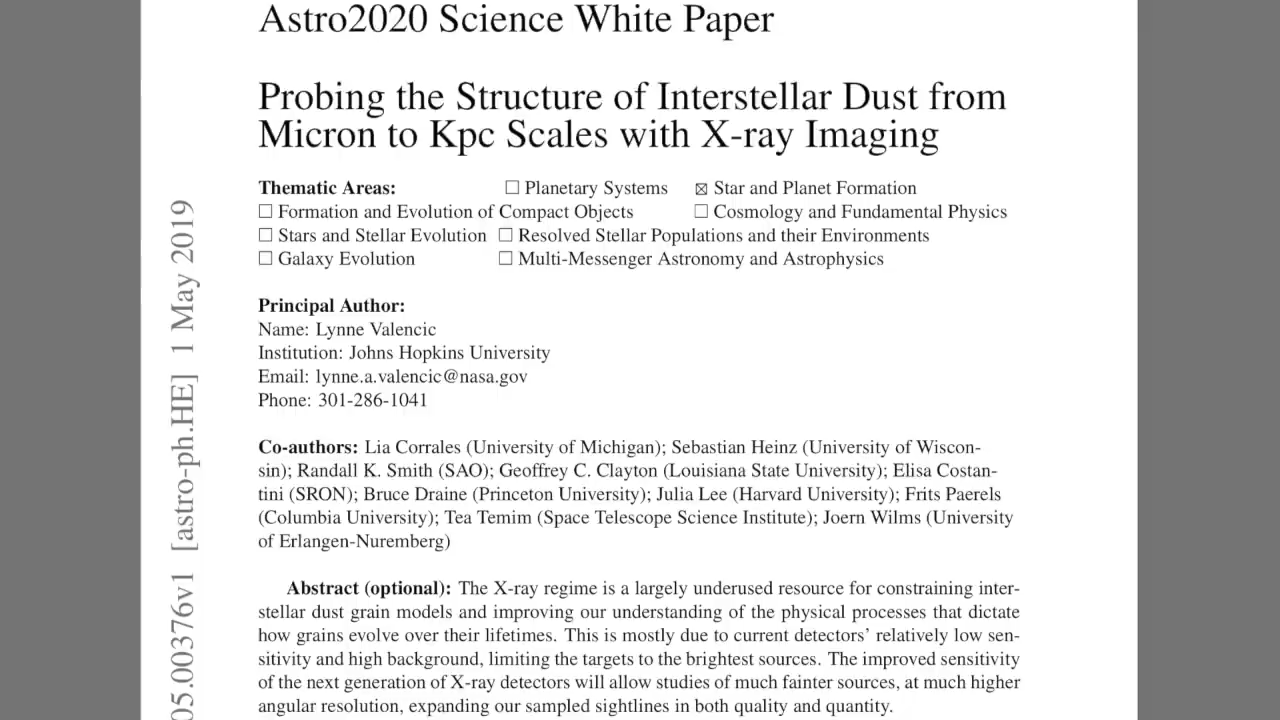 Astro2020 Science White Paper
Probing the Structure of Interstellar Dust from
Micron to Kpc Scales with X-ray Imaging
Thematic Areas: ☐ Planetary Systems ☒ Star and Planet Formation
☐ Formation and Evolution of Compact Objects ☐ Cosmology and Fundamental Physics
☐ Stars and Stellar Evolution ☐ Resolved Stellar Populations and their Environments
☐ Galaxy Evolution ☐ Multi-Messenger Astronomy and Astrophysics
Principal Author:
Name: Lynne Valencic
Institution: Johns Hopkins University
Email: lynne.a.valencic@nasa.gov
Phone: 301-286-1041
Co-authors: Lia Corrales (University of Michigan); Sebastian Heinz (University of Wiscon-
sin); Randall K. Smith (SAO); Geoffrey C. Clayton (Louisiana State University); Elisa Costan-
tini (SRON); Bruce Draine (Princeton University); Julia Lee (Harvard University); Frits Paerels
(Columbia University); Tea Temim (Space Telescope Science Institute); Joern Wilms (University
of Erlangen-Nuremberg)
Abstract (optional): The X-ray regime is a largely underused resource for constraining inter-
stellar dust grain models and improving our understanding of the physical processes that dictate
how grains evolve over their lifetimes. This is mostly due to current detectors' relatively low sen-
sitivity and high background, limiting the targets to the brightest sources. The improved sensitivity
of the next generation of X-ray detectors will allow studies of much fainter sources, at much higher
angular resolution, expanding our sampled sightlines in both quality and quantity.
05.00376v1 [astro-ph.HE] 1 May 2019